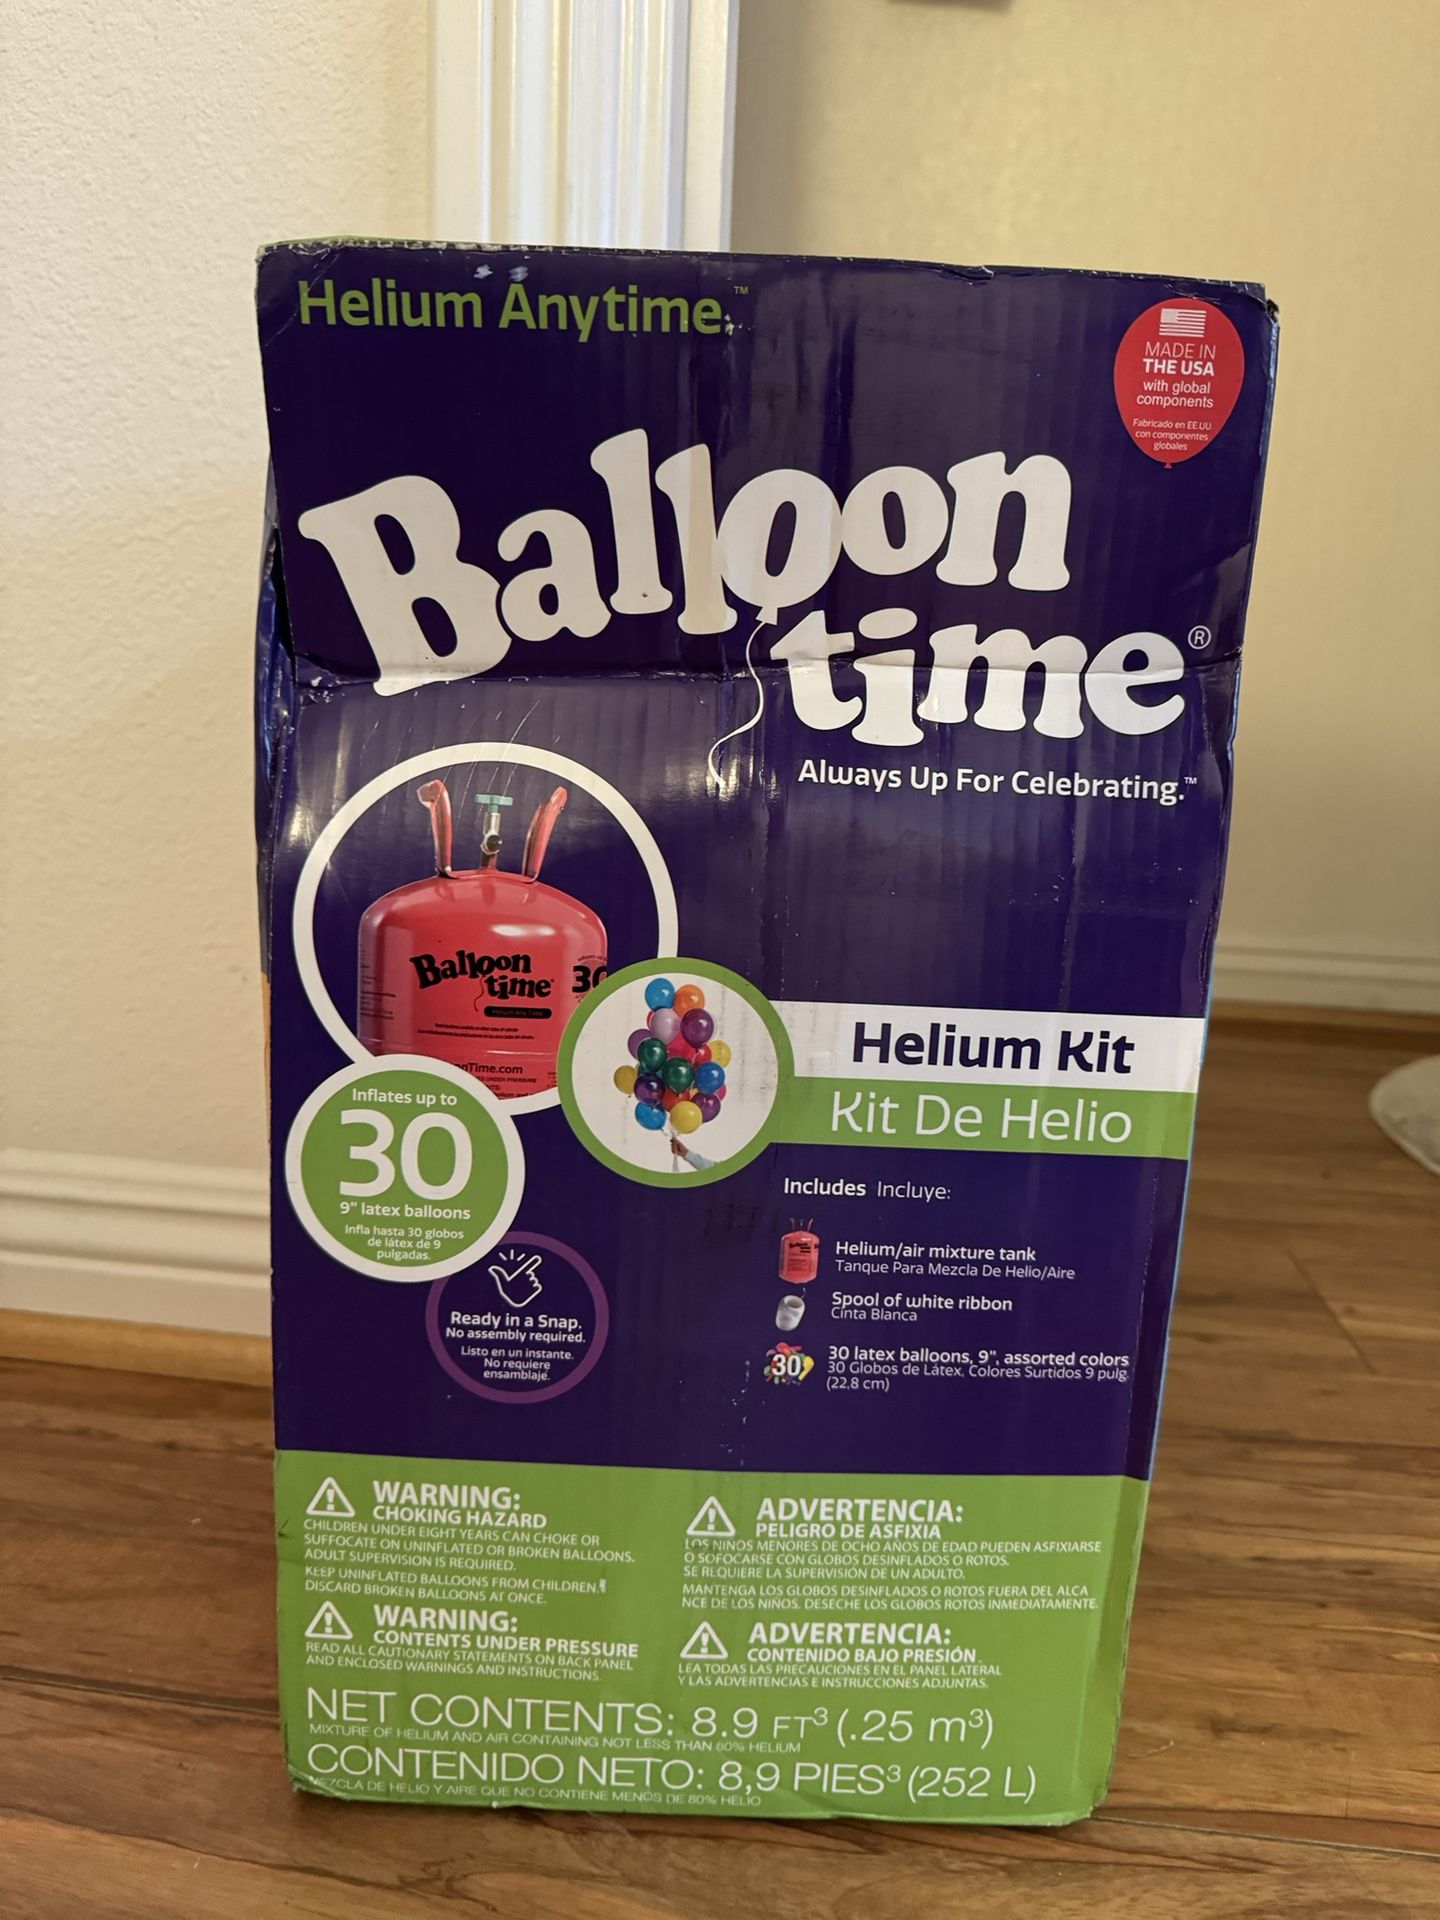 Helium Anytime.™
MADE IN
THE USA
with global
components
Fabricado en EE.UU.
con componentes
globales
Balloon
time®
Always Up For Celebrating.™
Balloon
time
30
Helium Any Time
nTime.com
Helium Kit
Kit De Helio
Inflates up to
30
9" latex balloons
Infla hasta 30 globos
de látex de 9
pulgadas.
Ready in a Snap.
No assembly required.
Listo en un instante.
No requiere
ensamblaje.
Includes Incluye:
Helium/air mixture tank
Tanque Para Mezcla De Helio/Aire
Spool of white ribbon
Cinta Blanca
30
30 latex balloons, 9", assorted colors
30 Globos de Látex, Colores Surtidos 9 pulg.
(22.8 cm)
WARNING:
CHOKING HAZARD
CHILDREN UNDER EIGHT YEARS CAN CHOKE OR
SUFFOCATE ON UNINFLATED OR BROKEN BALLOONS.
ADULT SUPERVISION IS REQUIRED.
KEEP UNINFLATED BALLOONS FROM CHILDREN.
DISCARD BROKEN BALLOONS AT ONCE.
WARNING:
CONTENTS UNDER PRESSURE
READ ALL CAUTIONARY STATEMENTS ON BACK PANEL
AND ENCLOSED WARNINGS AND INSTRUCTIONS.
ADVERTENCIA:
PELIGRO DE ASFIXIA
LOS NINOS MENORES DE OCHO AÑOS DE EDAD PUEDEN ASFIXIARSE
O SOFOCARSE CON GLOBOS DESINFLADOS O ROTOS.
SE REQUIERE LA SUPERVISIÓN DE UN ADULTO.
MANTENGA LOS GLOBOS DESINFLADOS O ROTOS FUERA DEL ALCA
NCE DE LOS NIÑOS. DESECHE LOS GLOBOS ROTOS INMEDIATAMENTE.
ADVERTENCIA:
CONTENIDO BAJO PRESIÓN
LEA TODAS LAS PRECAUCIONES EN EL PANEL LATERAL
Y LAS ADVERTENCIAS E INSTRUCCIONES ADJUNTAS.
NET CONTENTS: 8.9 FT³ (.25 m³)
MIXTURE OF HELIUM AND AIR CONTAINING NOT LESS THAN 80% HELIUM
CONTENIDO NETO: 8,9 PIES³ (252 L)
MEZCLA DE HELIO Y AIRE QUE NO CONTIENE MENOS DE 80% HELIO